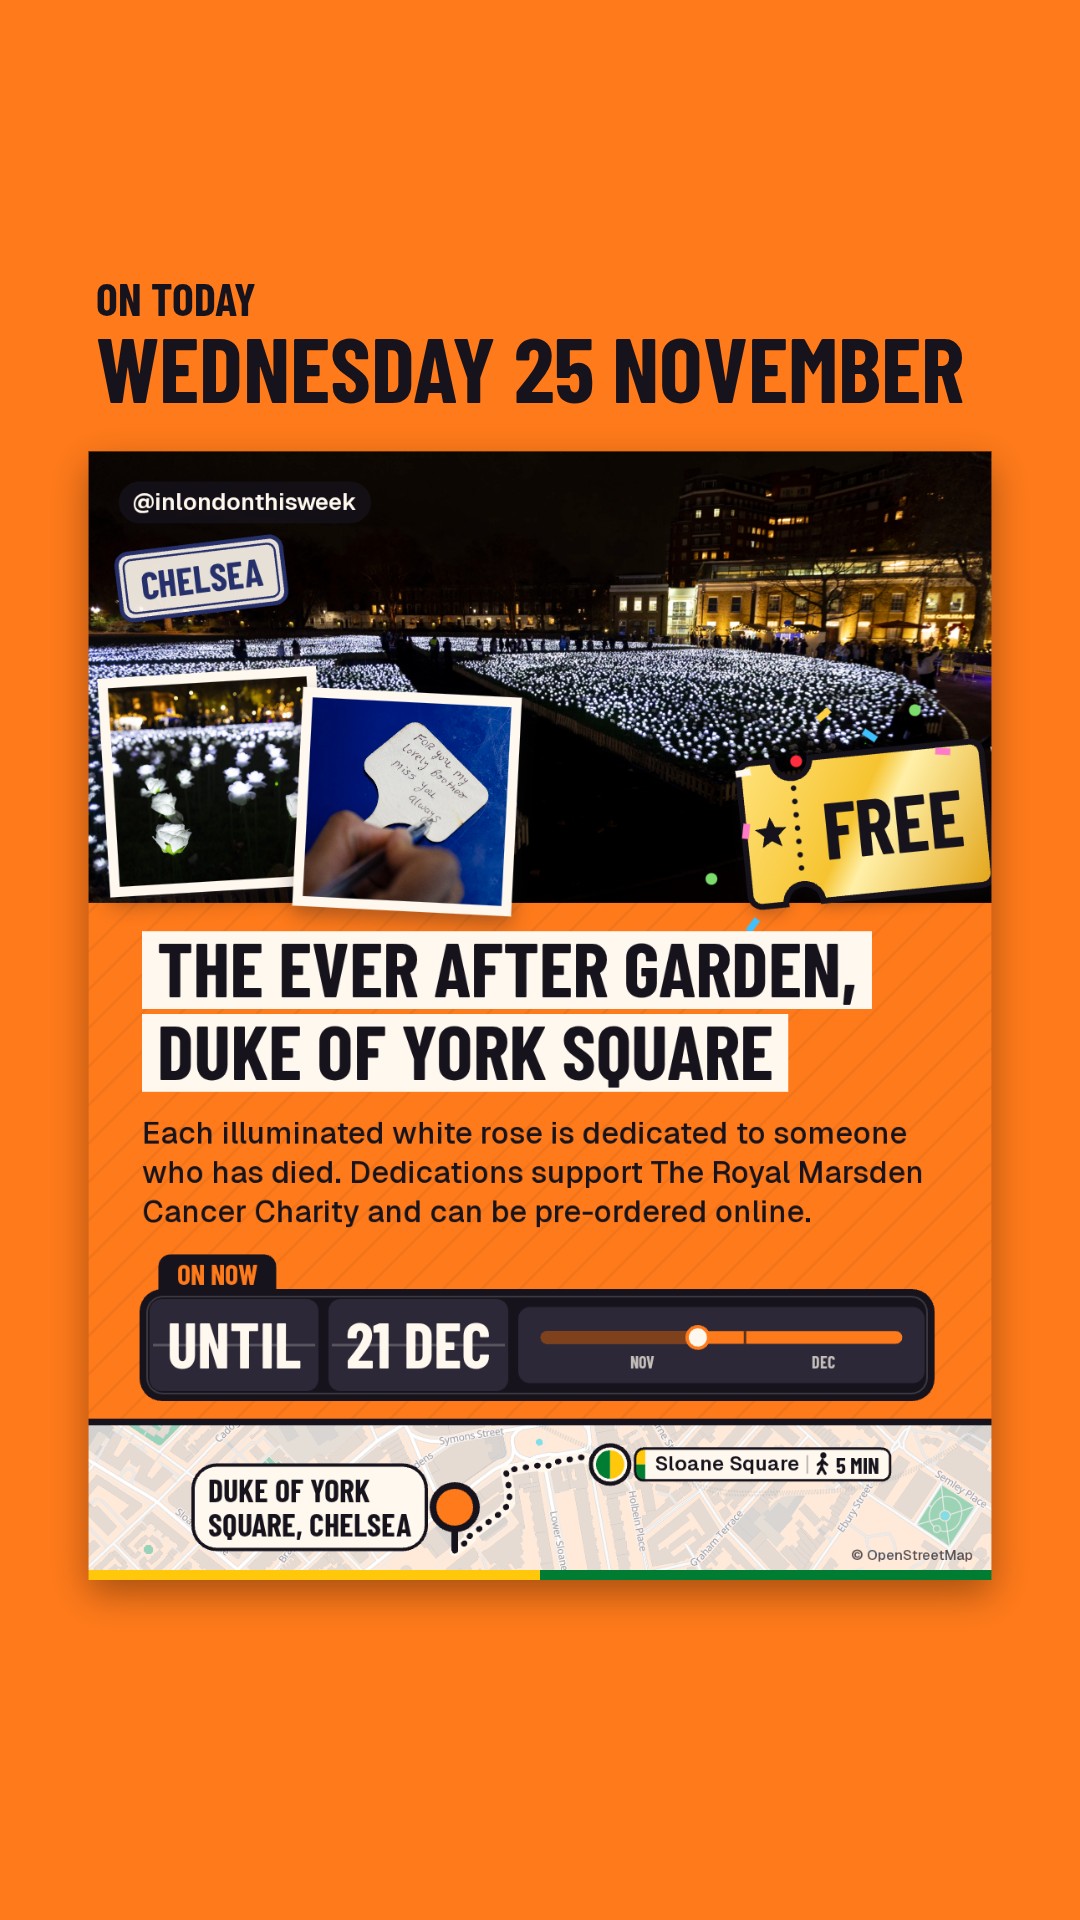 ON TODAY
WEDNESDAY 25 NOVEMBER
@inlondonthisweek
CHELSEA
FOR you, my
lovely Brother
miss you
always
FREE
THE EVER AFTER GARDEN,
DUKE OF YORK SQUARE
Each illuminated white rose is dedicated to someone
who has died. Dedications support The Royal Marsden
Cancer Charity and can be pre-ordered online.
ON NOW
UNTIL 21 DEC
NOV DEC
Symons Street
Sloane Square 5 MIN
DUKE OF YORK
SQUARE, CHELSEA
Lower Sloane
Holbein Place
Graham Terrace
Ebury Street
Semley Place
© OpenStreetMap